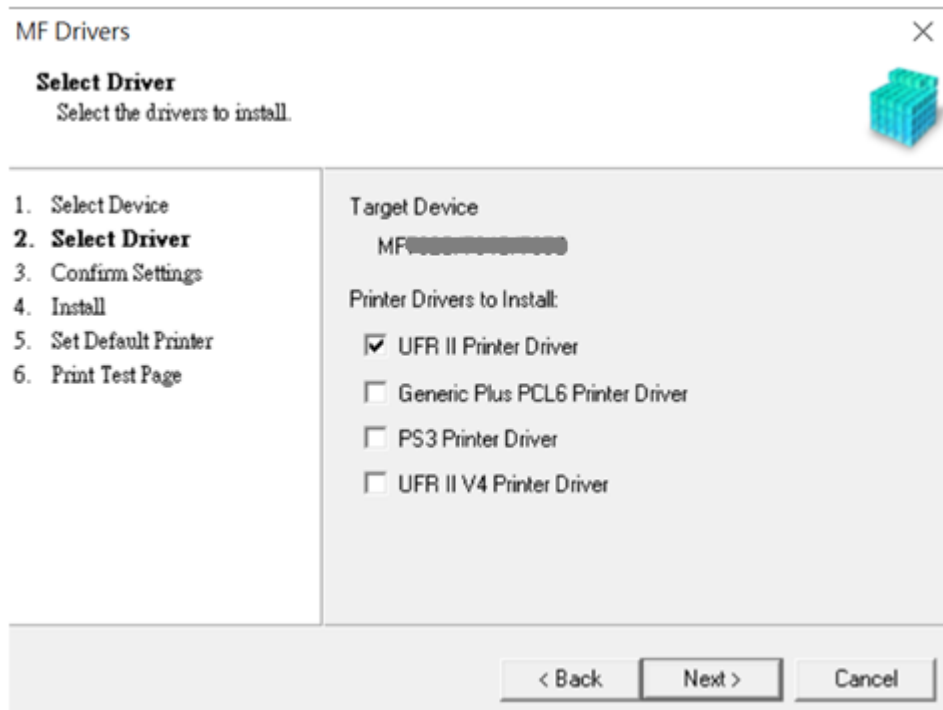 MF Drivers
Select Driver
Select the drivers to install.
1. Select Device
2. Select Driver
3. Confirm Settings
4. Install
5. Set Default Printer
6. Print Test Page
Target Device
MF
Printer Drivers to Install:
UFR II Printer Driver
Generic Plus PCL6 Printer Driver
PS3 Printer Driver
UFR II V4 Printer Driver
< Back
Next >
Cancel